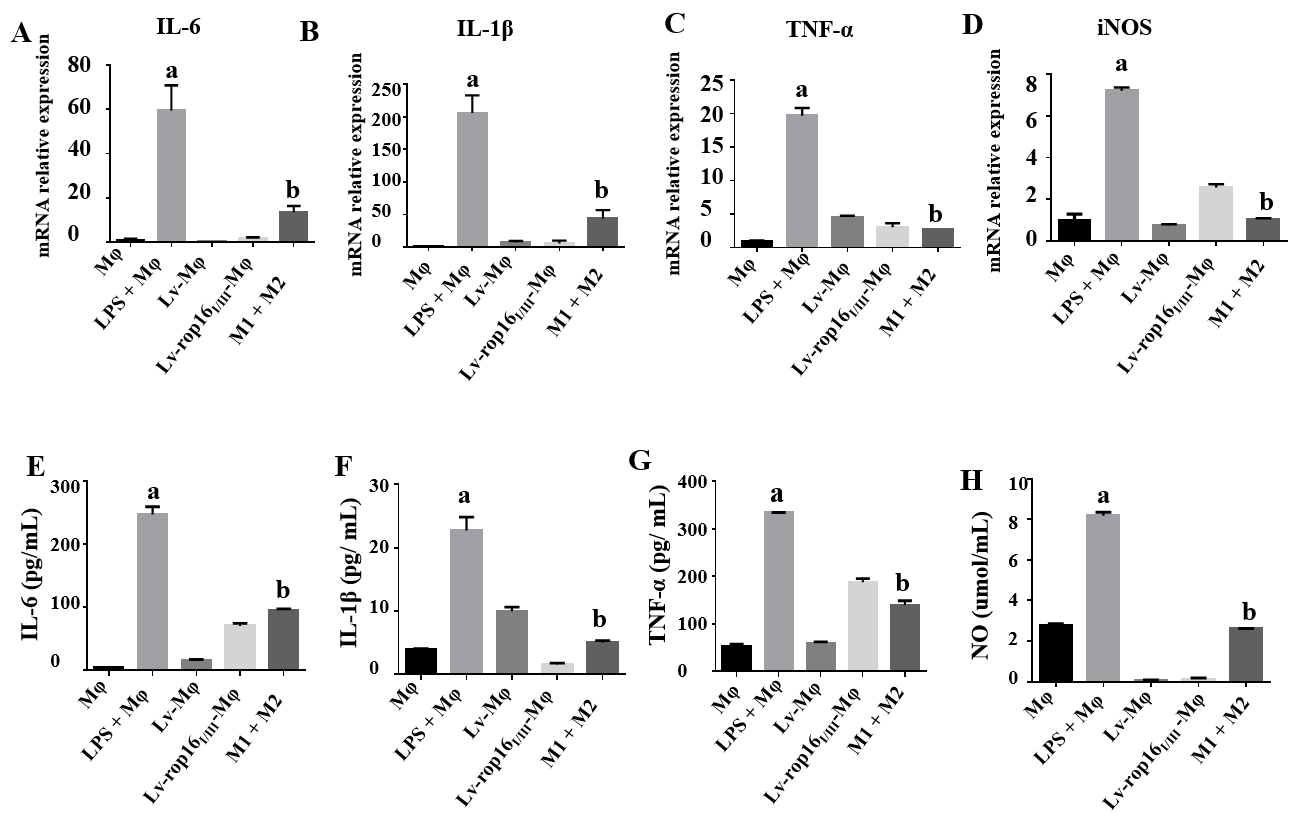 A
IL-6
mRNA relative expression
80
60
40
20
0
a
b
Mφ
LPS + Mφ
Lv-Mφ
Lv-rop16I/III-Mφ
M1 + M2
B
IL-1β
mRNA relative expression
250
200
150
100
50
0
a
b
Mφ
LPS + Mφ
Lv-Mφ
Lv-rop16I/III-Mφ
M1 + M2
C
TNF-α
mRNA relative expression
25
20
15
10
5
0
a
b
Mφ
LPS + Mφ
Lv-Mφ
Lv-rop16I/III-Mφ
M1 + M2
D
iNOS
mRNA relative expression
8
6
4
2
0
a
b
Mφ
LPS + Mφ
Lv-Mφ
Lv-rop16I/III-Mφ
M1 + M2
E
IL-6 (pg/mL)
300
200
100
0
a
b
Mφ
LPS + Mφ
Lv-Mφ
Lv-rop16I/III-Mφ
M1 + M2
F
IL-1β (pg/ mL)
30
20
10
0
a
b
Mφ
LPS + Mφ
Lv-Mφ
Lv-rop16I/III-Mφ
M1 + M2
G
TNF-α (pg/ mL)
400
300
200
100
0
a
b
Mφ
LPS + Mφ
Lv-Mφ
Lv-rop16I/III-Mφ
M1 + M2
H
NO (umol/mL)
10
8
6
4
2
0
a
b
Mφ
LPS + Mφ
Lv-Mφ
Lv-rop16I/III-Mφ
M1 + M2